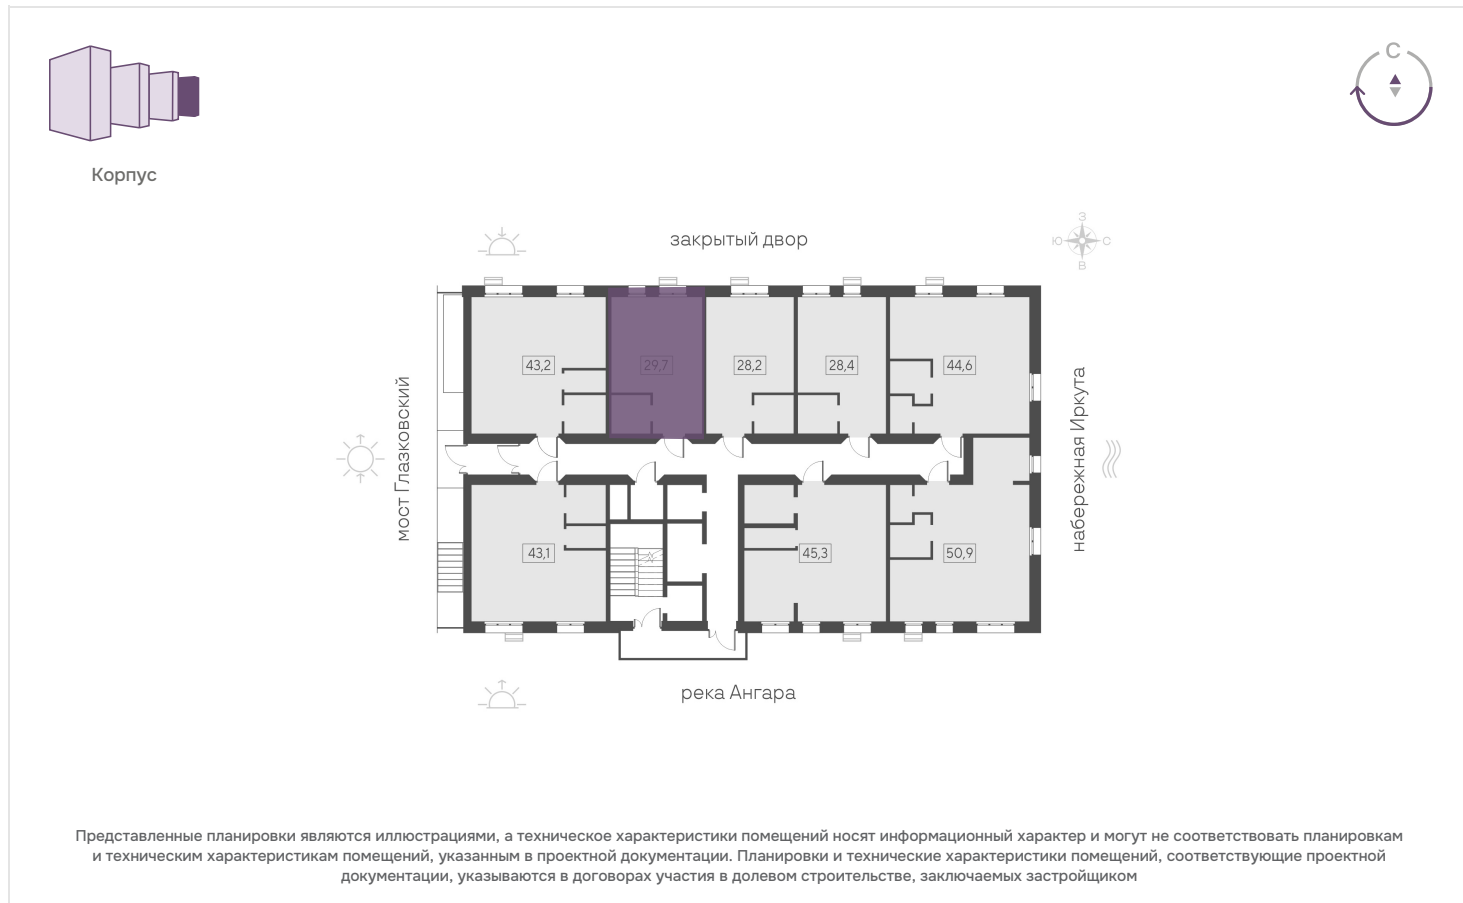 С
Корпус
закрытый двор
З
Ю
С
В
43,2
29,7
28,2
28,4
44,6
мост Глазковский
набережная Иркута
43,1
45,3
50,9
река Ангара
Представленные планировки являются иллюстрациями, а техническое характеристики помещений носят информационный характер и могут не соответствовать планировкам
и техническим характеристикам помещений, указанным в проектной документации. Планировки и технические характеристики помещений, соответствующие проектной
документации, указываются в договорах участия в долевом строительстве, заключаемых застройщиком